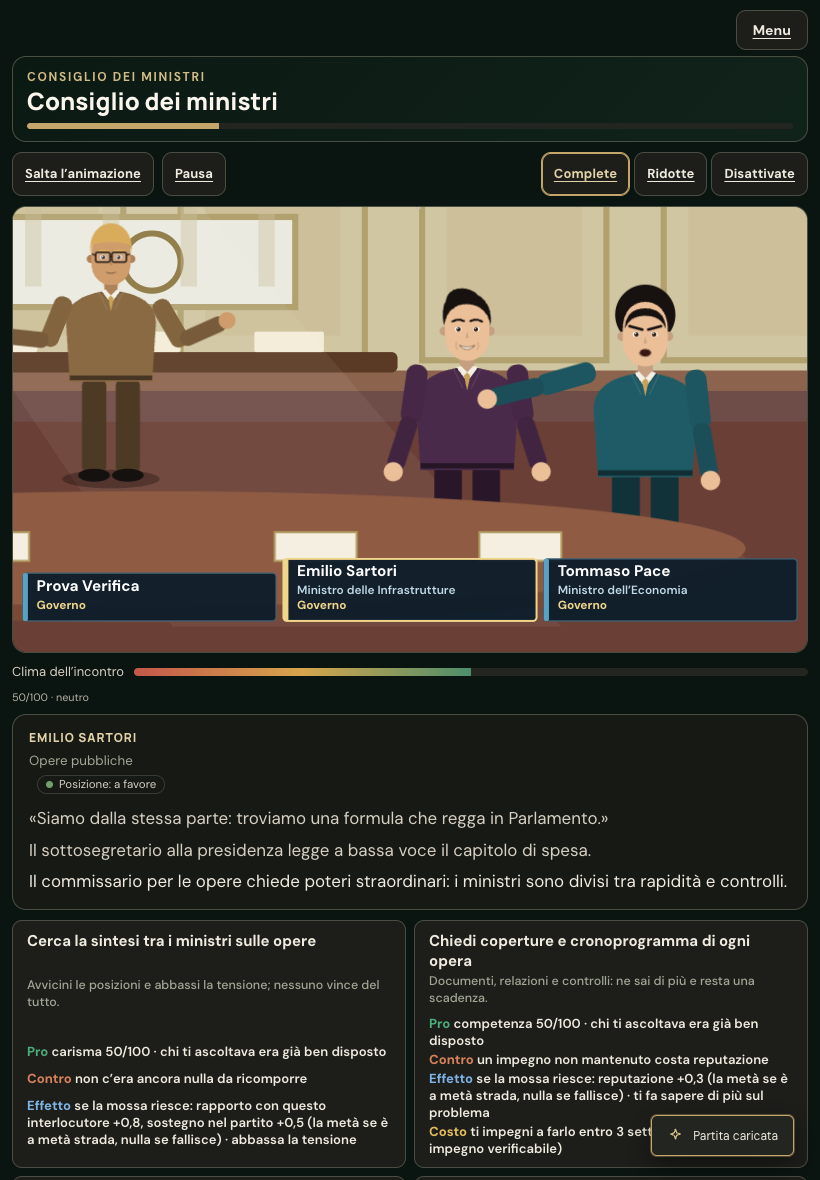 Menu
CONSIGLIO DEI MINISTRI
Consiglio dei ministri
Salta l’animazione
Pausa
Complete
Ridotte
Disattivate
Prova Verifica
Governo
Emilio Sartori
Ministro delle Infrastrutture
Governo
Tommaso Pace
Ministro dell’Economia
Governo
Clima dell’incontro
50/100 · neutro
EMILIO SARTORI
Opere pubbliche
Posizione: a favore
«Siamo dalla stessa parte: troviamo una formula che regga in Parlamento.»
Il sottosegretario alla presidenza legge a bassa voce il capitolo di spesa.
Il commissario per le opere chiede poteri straordinari: i ministri sono divisi tra rapidità e controlli.
Cerca la sintesi tra i ministri sulle opere
Avvicini le posizioni e abbassi la tensione; nessuno vince del
tutto.
Pro carisma 50/100 · chi ti ascoltava era già ben disposto
Contro non c’era ancora nulla da ricomporre
Effetto se la mossa riesce: rapporto con questo
interlocutore +0,8, sostegno nel partito +0,5 (la metà se è
a metà strada, nulla se fallisce) · abbassa la tensione
Chiedi coperture e cronoprogramma di ogni
opera
Documenti, relazioni e controlli: ne sai di più e resta una
scadenza.
Pro competenza 50/100 · chi ti ascoltava era già ben
disposto
Contro un impegno non mantenuto costa reputazione
Effetto se la mossa riesce: reputazione +0,3 (la metà se è
a metà strada, nulla se fallisce) · ti fa sapere di più sul
problema
Costo ti impegni a farlo entro 3
impegno verificabile)
Partita caricata